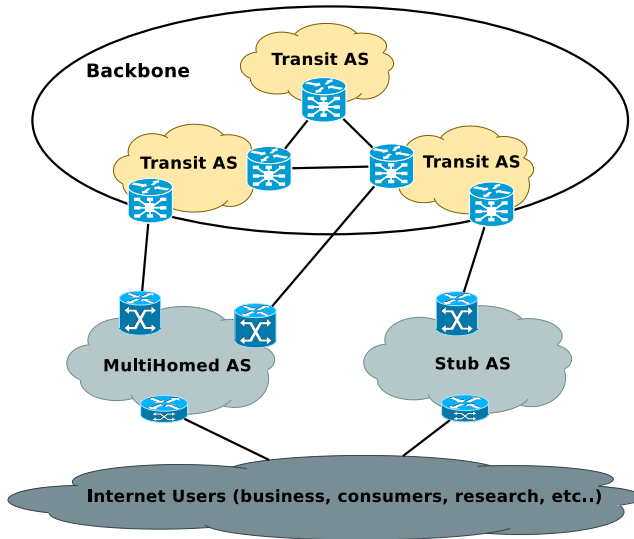 Transit AS
Backbone
Transit AS
Transit AS
MultiHomed AS
Stub AS
Internet Users (business, consumers, research, etc..)